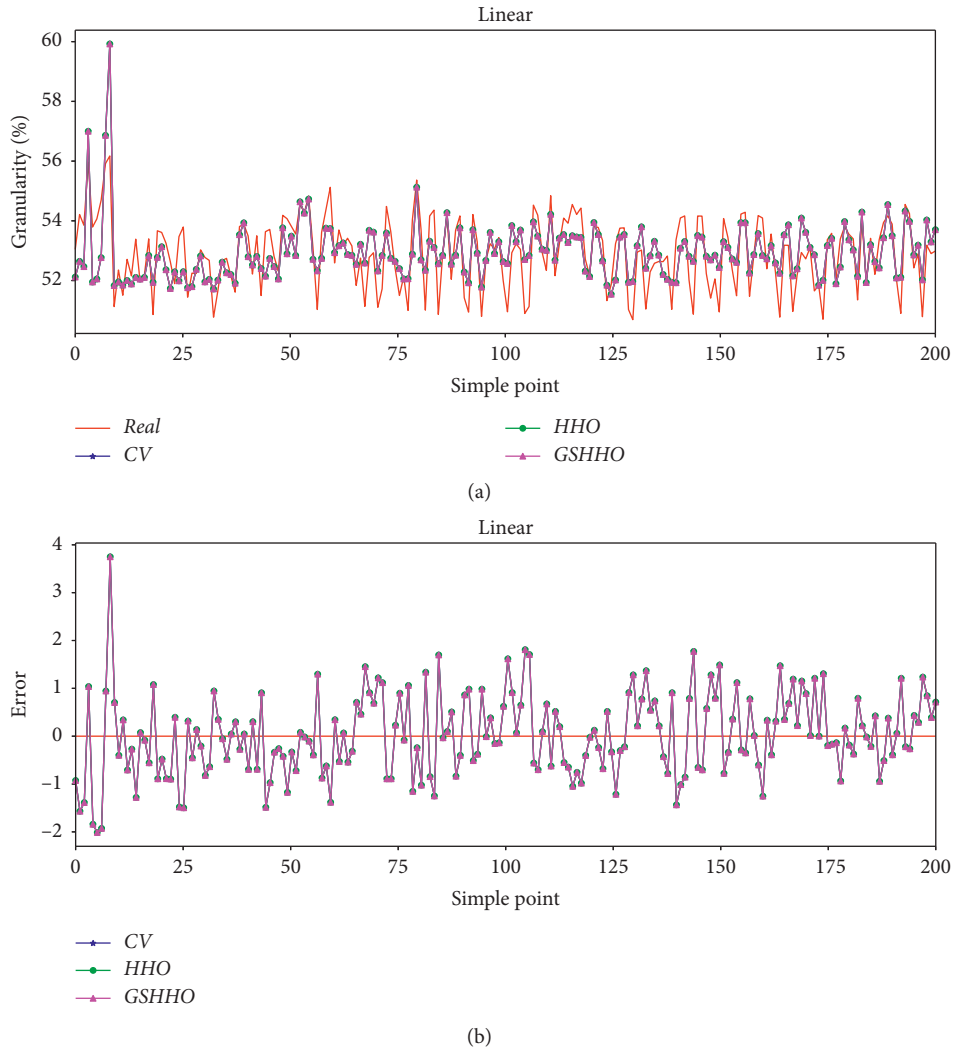 Linear
60
58
56
54
52
Granularity (%)
0 25 50 75 100 125 150 175 200
Simple point
Real HHO
CV GSHHO
(a)
Linear
4
3
2
1
0
–1
–2
Error
0 25 50 75 100 125 150 175 200
Simple point
CV
HHO
GSHHO
(b)